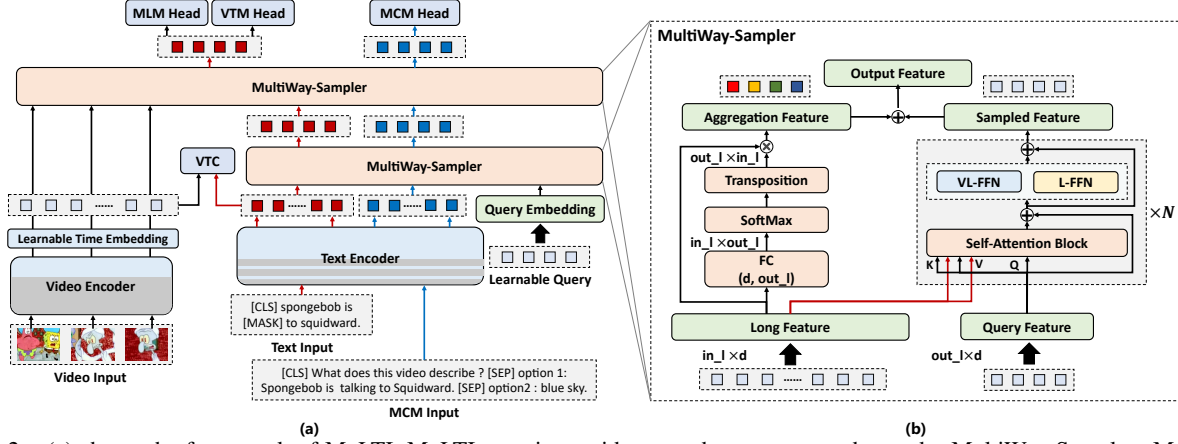 MLM Head
VTM Head
MCM Head
MultiWay-Sampler
MultiWay-Sampler
VTC
Query Embedding
Learnable Time Embedding
Video Encoder
Text Encoder
Learnable Query
[CLS] spongebob is
[MASK] to squidward.
Text Input
Video Input
[CLS] What does this video describe ? [SEP] option 1:
Spongebob is talking to Squidward. [SEP] option2 : blue sky.
MCM Input
(a)
MultiWay-Sampler
Output Feature
Aggregation Feature
Sampled Feature
out_l ×in_l
Transposition
VL-FFN
L-FFN
SoftMax
×N
in_l ×out_l
Self-Attention Block
FC
(d, out_l)
K
V
Q
Long Feature
Query Feature
in_l ×d
out_l×d
(b)